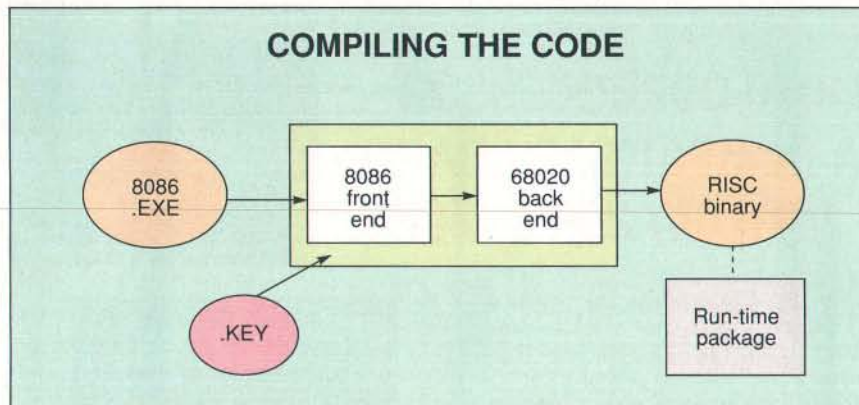 COMPILING THE CODE
8086
.EXE
8086
front
end
68020
back
end
RISC
binary
.KEY
Run-time
package